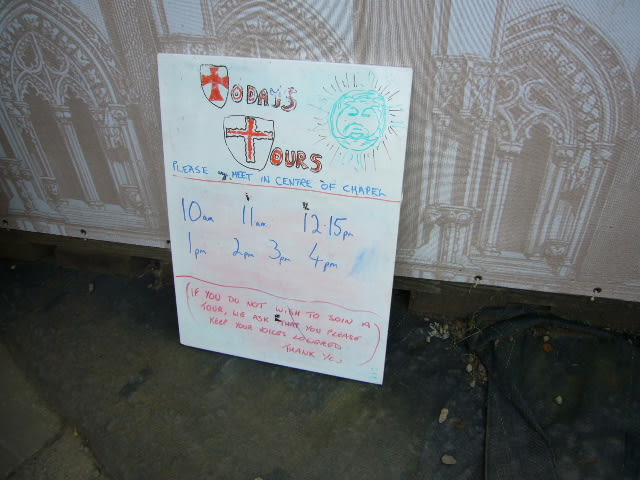 TODAYS
TOURS
PLEASE MEET IN CENTRE OF CHAPEL
10am 11am 12.15pm
1pm 2pm 3pm 4pm
(IF YOU DO NOT WISH TO JOIN A
TOUR, WE ASK THAT YOU PLEASE
KEEP YOUR VOICES LOWERED
THANK YOU)